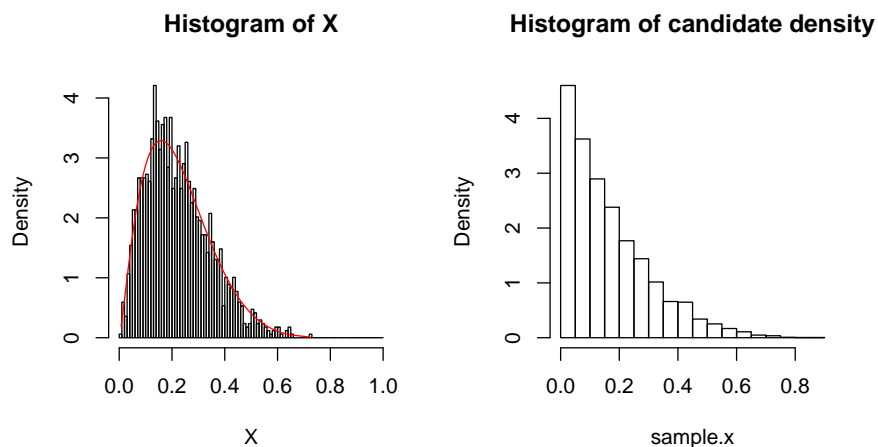 Histogram of X
Density
0
1
2
3
4
0.0 0.2 0.4 0.6 0.8 1.0
X
Histogram of candidate density
Density
0
1
2
3
4
0.0 0.2 0.4 0.6 0.8
sample.x